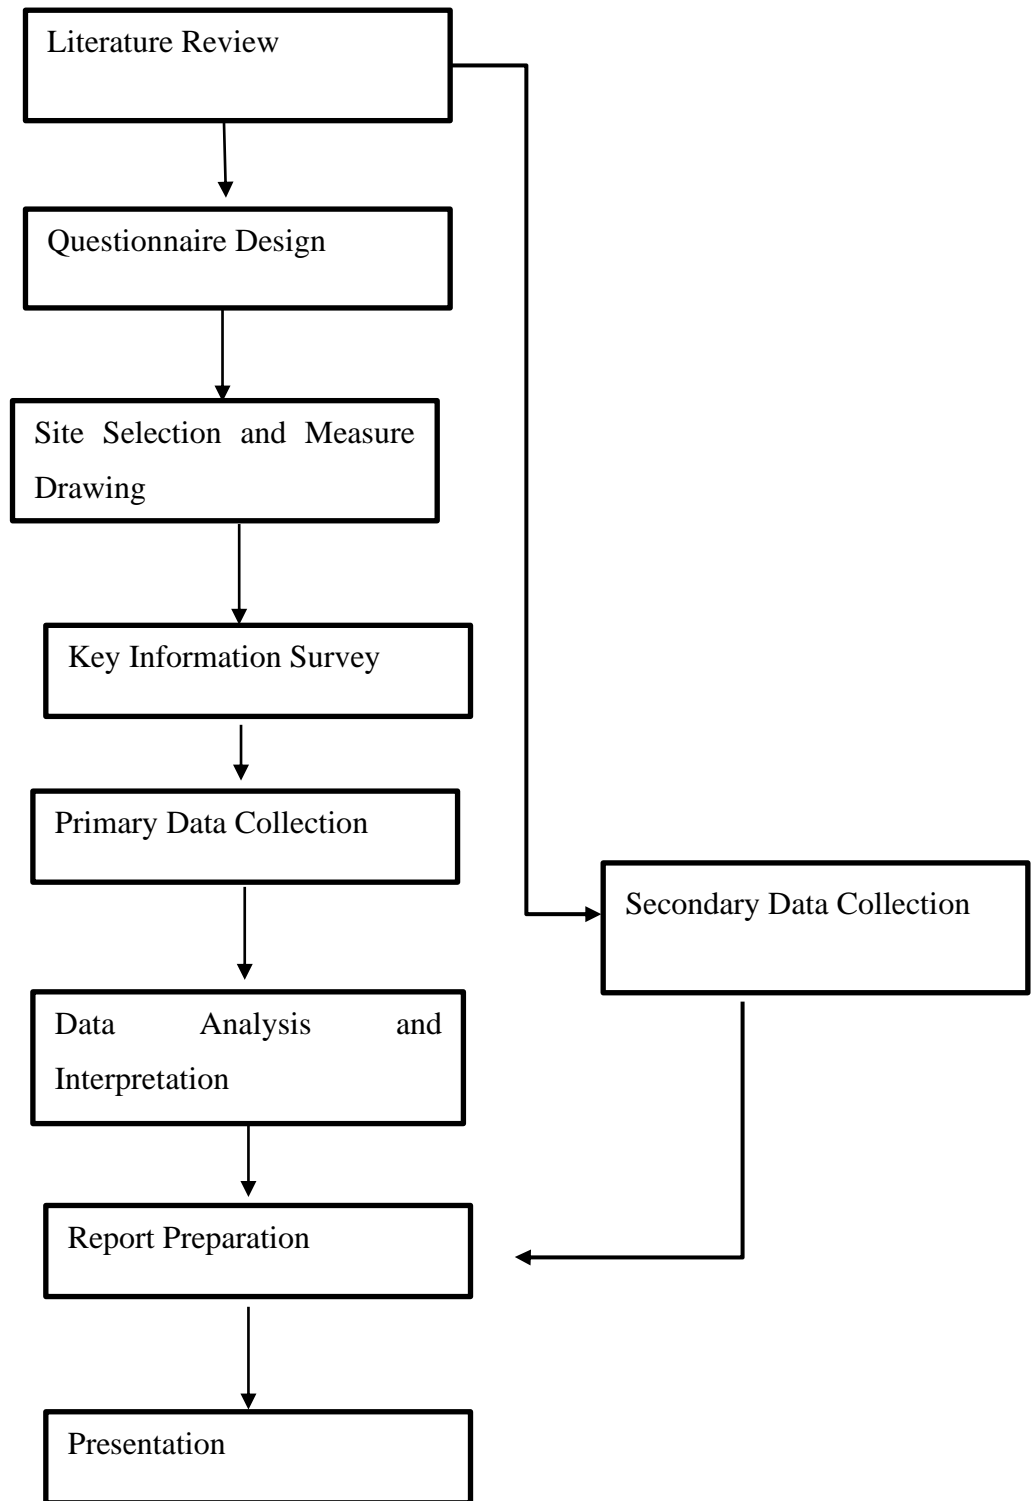 Literature Review
Questionnaire Design
Site Selection and Measure
Drawing
Key Information Survey
Primary Data Collection
Secondary Data Collection
Data Analysis and
Interpretation
Report Preparation
Presentation